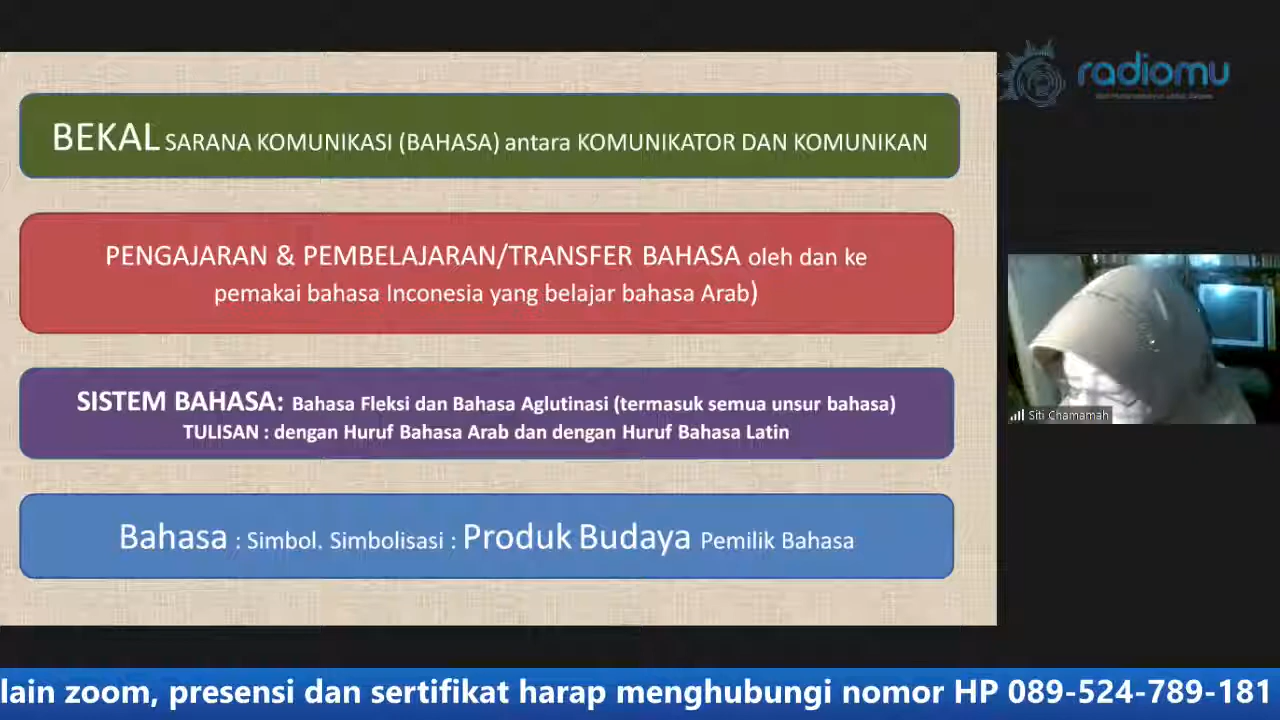 BEKAL SARANA KOMUNIKASI (BAHASA) antara KOMUNIKATOR DAN KOMUNIKAN
PENGAJARAN & PEMBELAJARAN/TRANSFER BAHASA oleh dan ke
pemakai bahasa Inconesia yang belajar bahasa Arab)
SISTEM BAHASA: Bahasa Fleksi dan Bahasa Aglutinasi (termasuk semua unsur bahasa)
TULISAN : dengan Huruf Bahasa Arab dan dengan Huruf Bahasa Latin
Bahasa : Simbol. Simbolisasi : Produk Budaya Pemilik Bahasa
radiomu
Siti Chamamah
lain zoom, presensi dan sertifikat harap menghubungi nomor HP 089-524-789-181